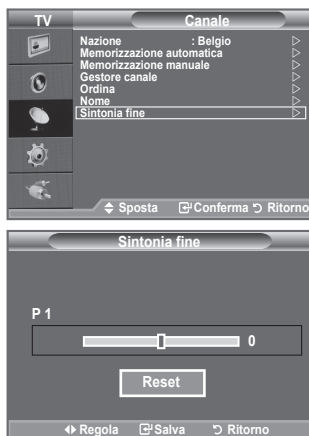 TV Canale
Nazione : Belgio
Memorizzazione automatica
Memorizzazione manuale
Gestore canale
Ordina
Nome
Sintonia fine
Sposta Conferma Ritorno
Sintonia fine
P 1
0
Reset
Regola Salva Ritorno